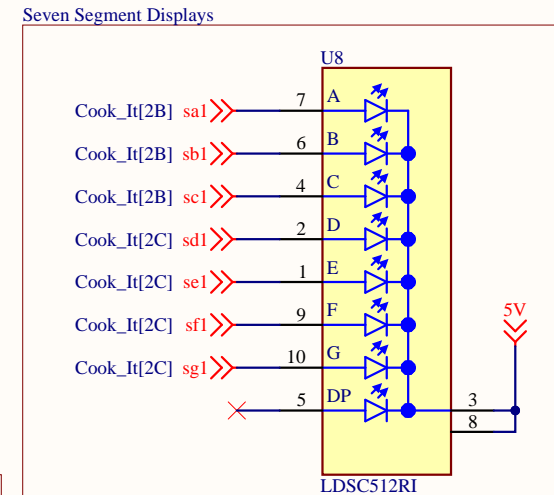 Seven Segment Displays
U8
Cook_It[2B] sa1 7 A
Cook_It[2B] sb1 6 B
Cook_It[2B] sc1 4 C
Cook_It[2C] sd1 2 D
Cook_It[2C] se1 1 E
5V
Cook_It[2C] sf1 9 F
Cook_It[2C] sg1 10 G
5 DP 3
8
LDSC512RI